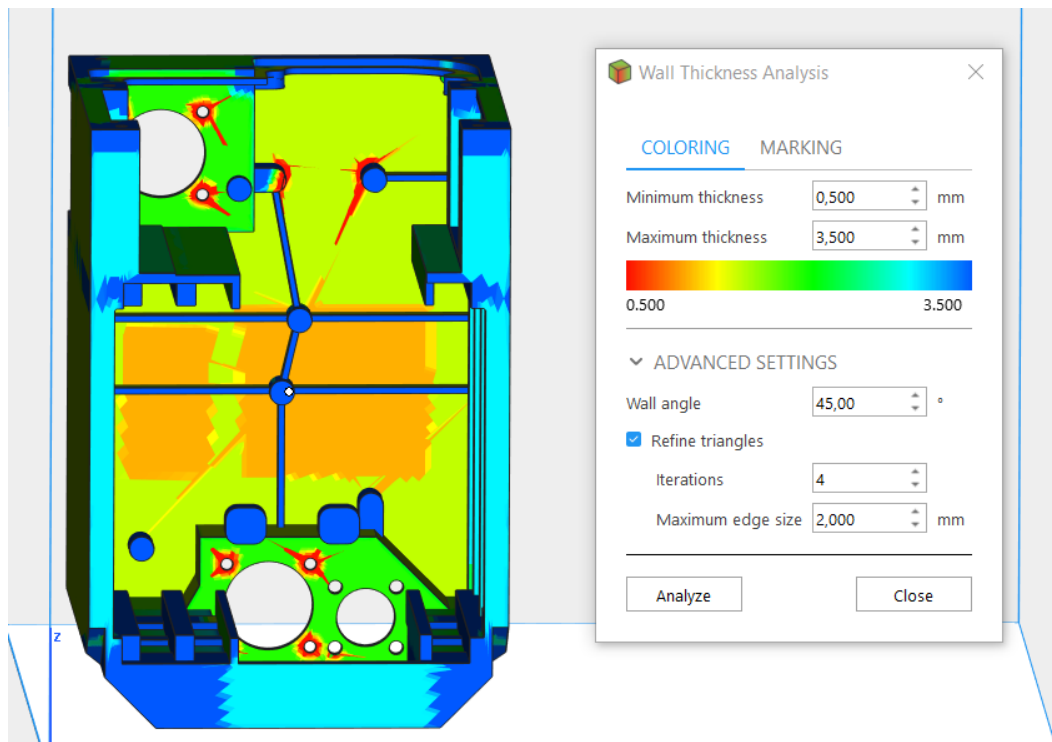 Wall Thickness Analysis
COLORING MARKING
Minimum thickness 0,500 mm
Maximum thickness 3,500 mm
0.500 3.500
ADVANCED SETTINGS
Wall angle 45,00 °
Refine triangles
Iterations 4
Maximum edge size 2,000 mm
Analyze Close
z